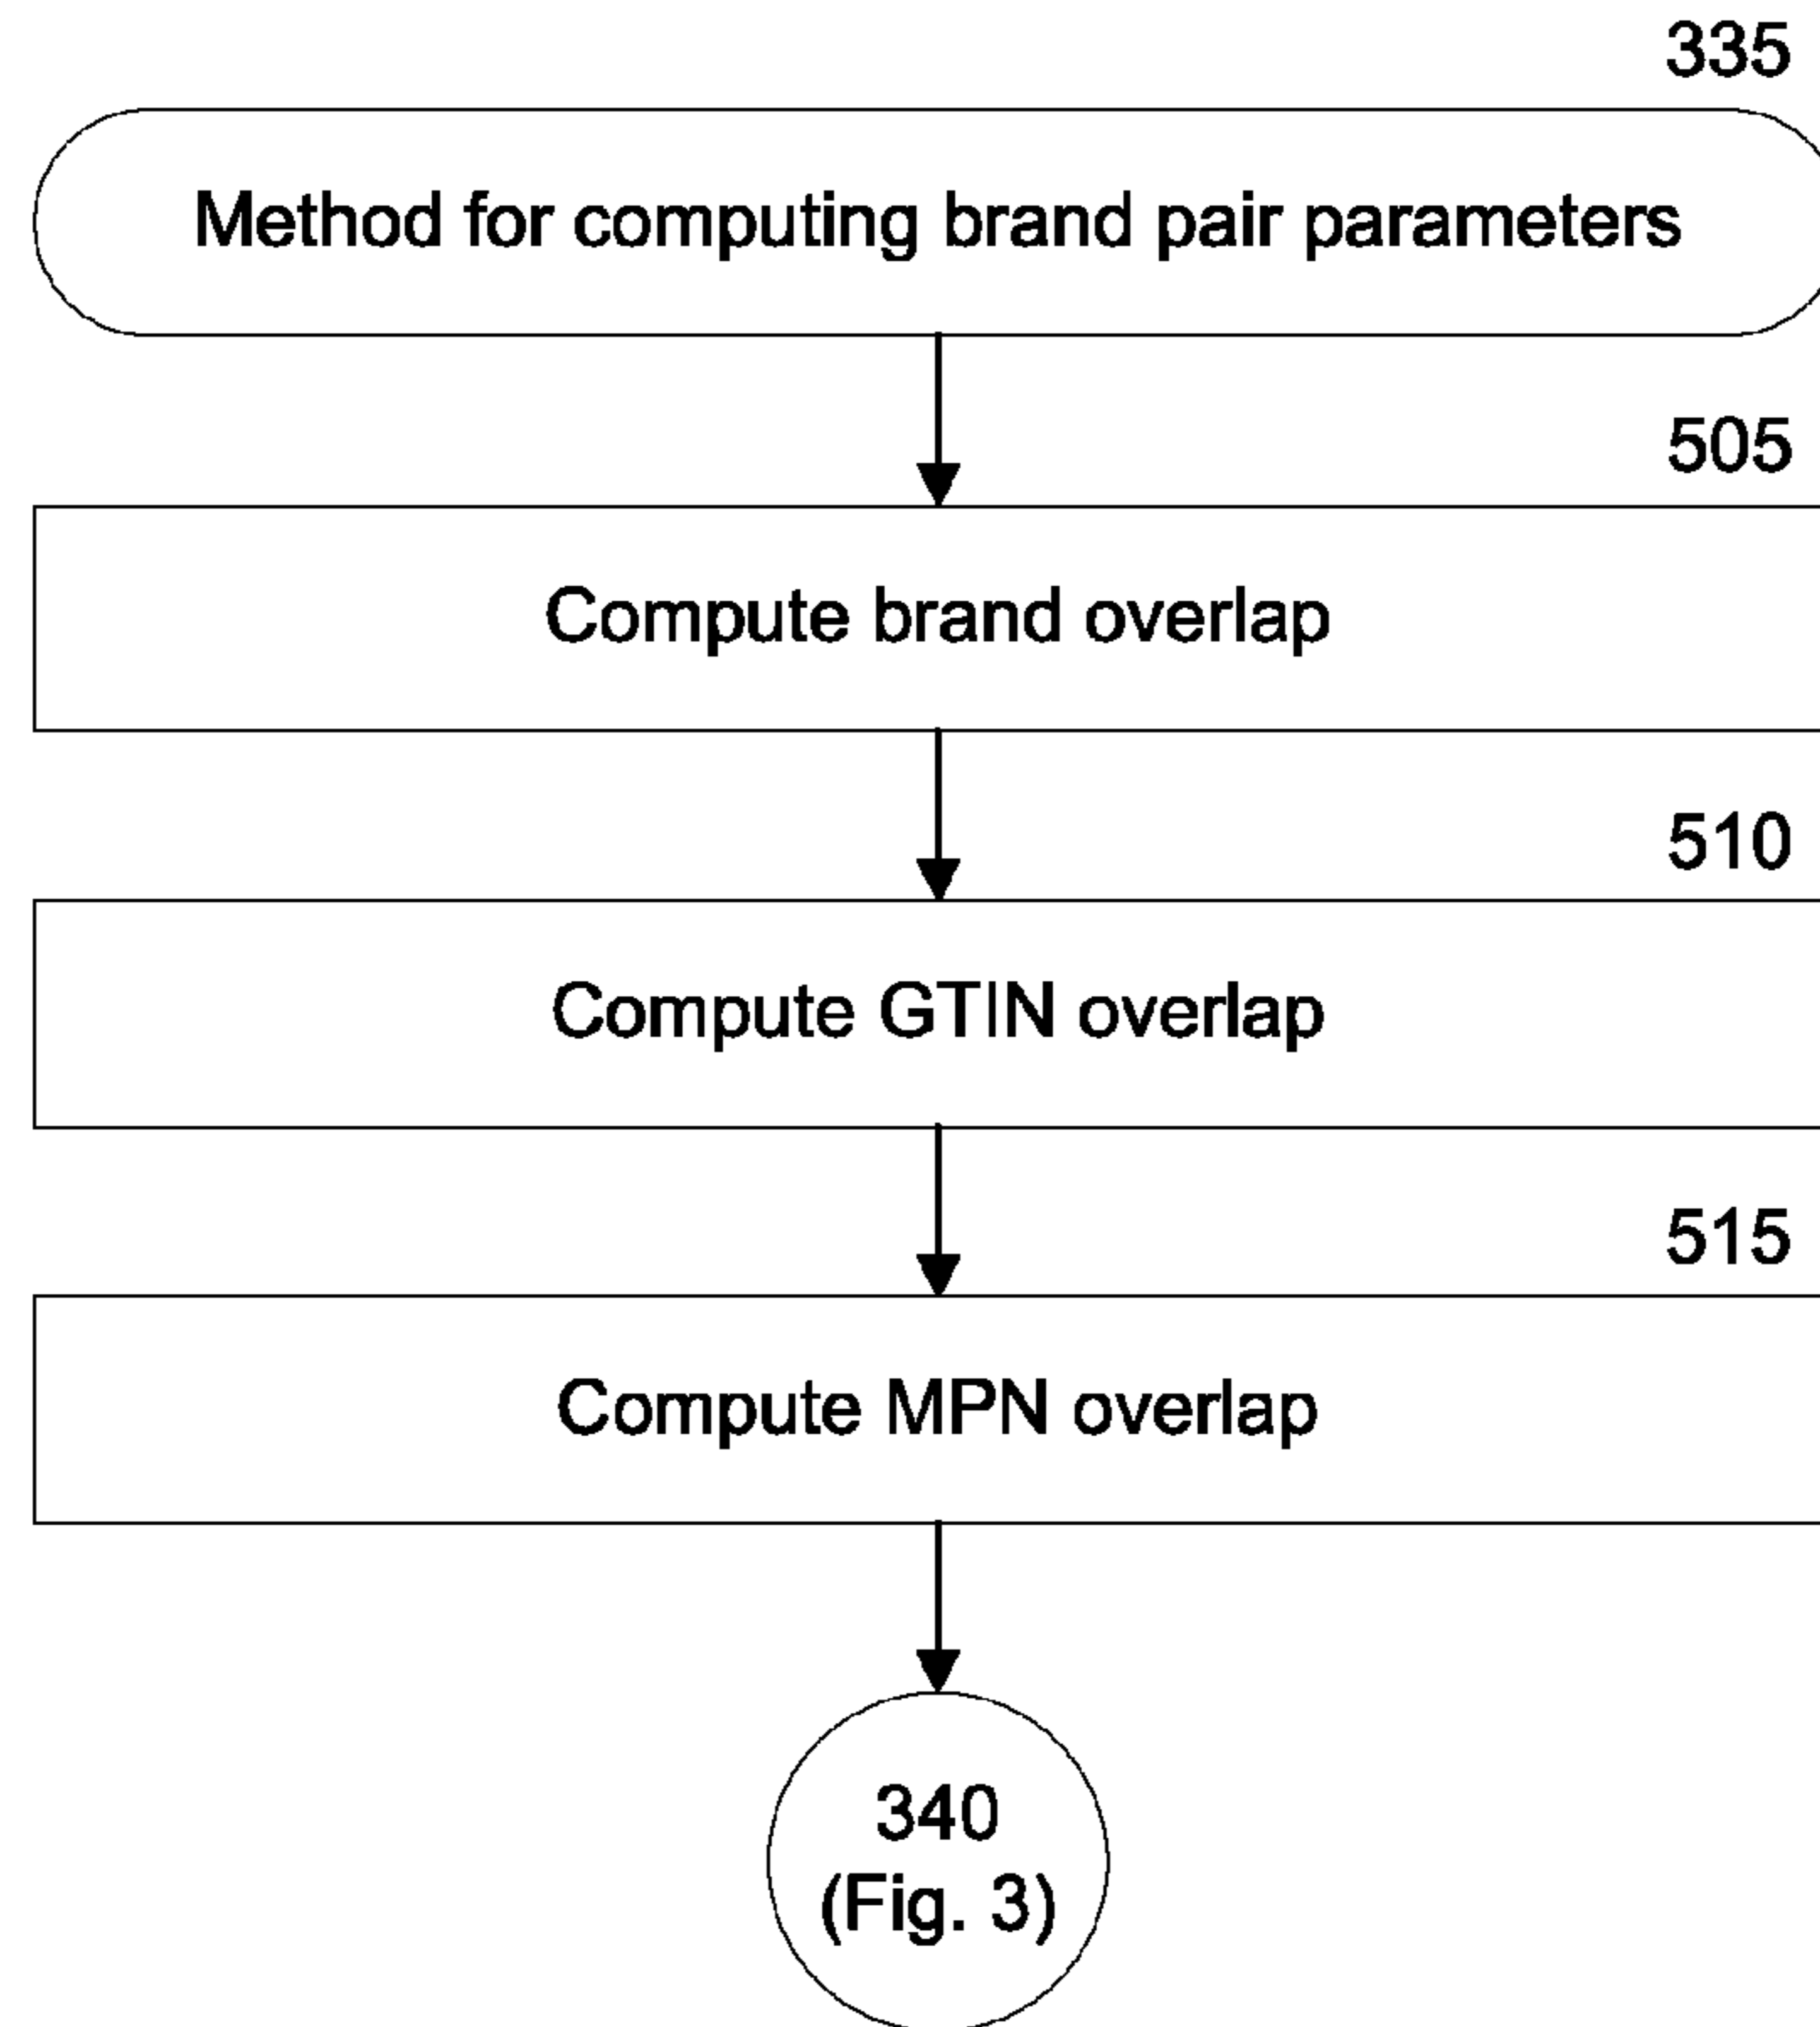 335
Method for computing brand pair parameters
505
Compute brand overlap
510
Compute GTIN overlap
515
Compute MPN overlap
340
(Fig. 3)